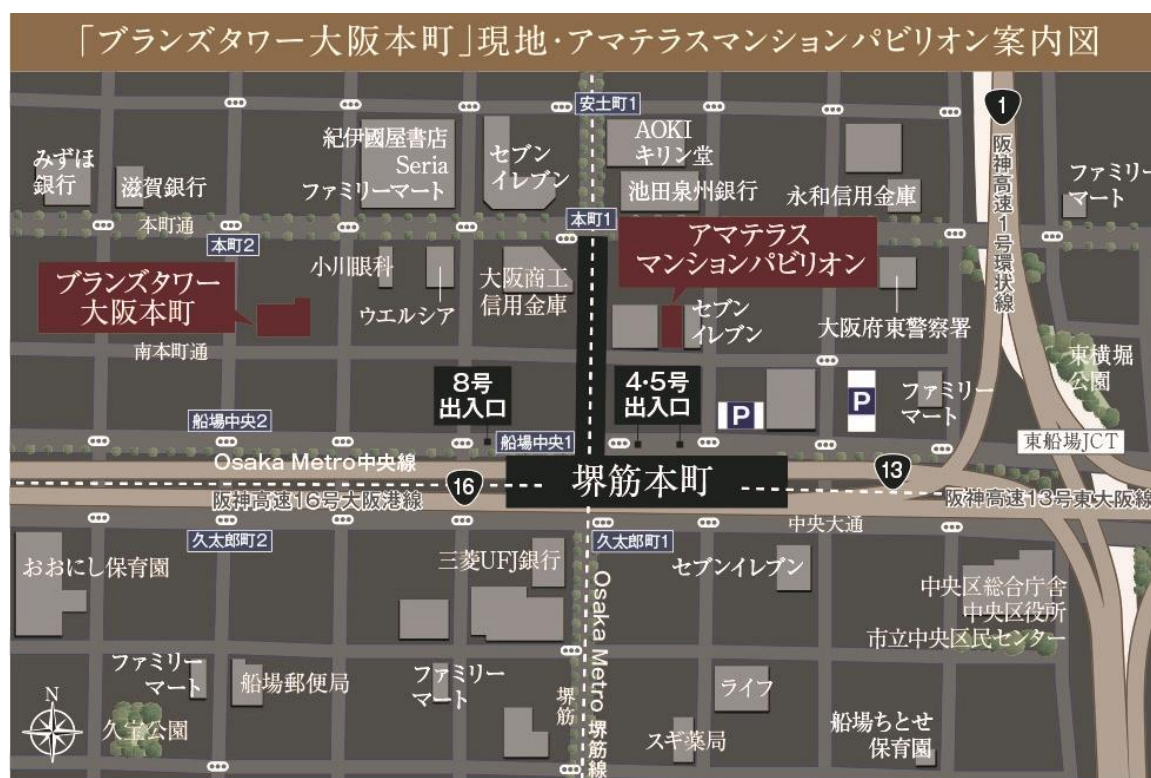 「ブランズタワー大阪本町」現地・アマテラスマンションパビリオン案内図
安土町1
1
阪神高速1号環状線
みずほ
銀行
滋賀銀行
紀伊國屋書店
Seria
ファミリーマート
セブン
イレブン
AOKI
キリン堂
池田泉州銀行
永和信用金庫
ファミリー
マート
本町通
本町2
本町1
アマテラス
マンションパビリオン
ブランズタワー
大阪本町
小川眼科
ウエルシア
大阪商工
信用金庫
セブン
イレブン
大阪府東警察署
南本町通
東横堀
公園
8号
出入口
4・5号
出入口
P
P
ファミリー
マート
船場中央2
船場中央1
東船場JCT
Osaka Metro中央線
16
堺筋本町
13
阪神高速16号大阪港線
阪神高速13号東大阪線
中央大通
久太郎町2
久太郎町1
おおにし保育園
三菱UFJ銀行
セブンイレブン
中央区総合庁舎
中央区役所
市立中央区民センター
Osaka Metro 堺筋線
ファミリー
マート
船場郵便局
ファミリー
マート
堺筋
ライフ
N
久宝公園
スギ薬局
船場ちとせ
保育園